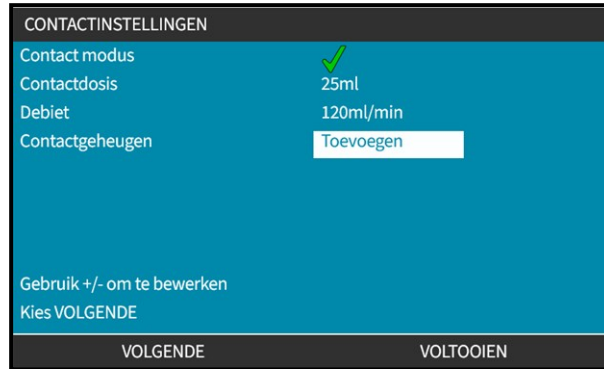 CONTACTINSTELLINGEN
Contact modus
Contactdosis 25ml
Debiet 120ml/min
Contactgeheugen Toevoegen
Gebruik +/- om te bewerken
Kies VOLGENDE
VOLGENDE VOLTOOIEN